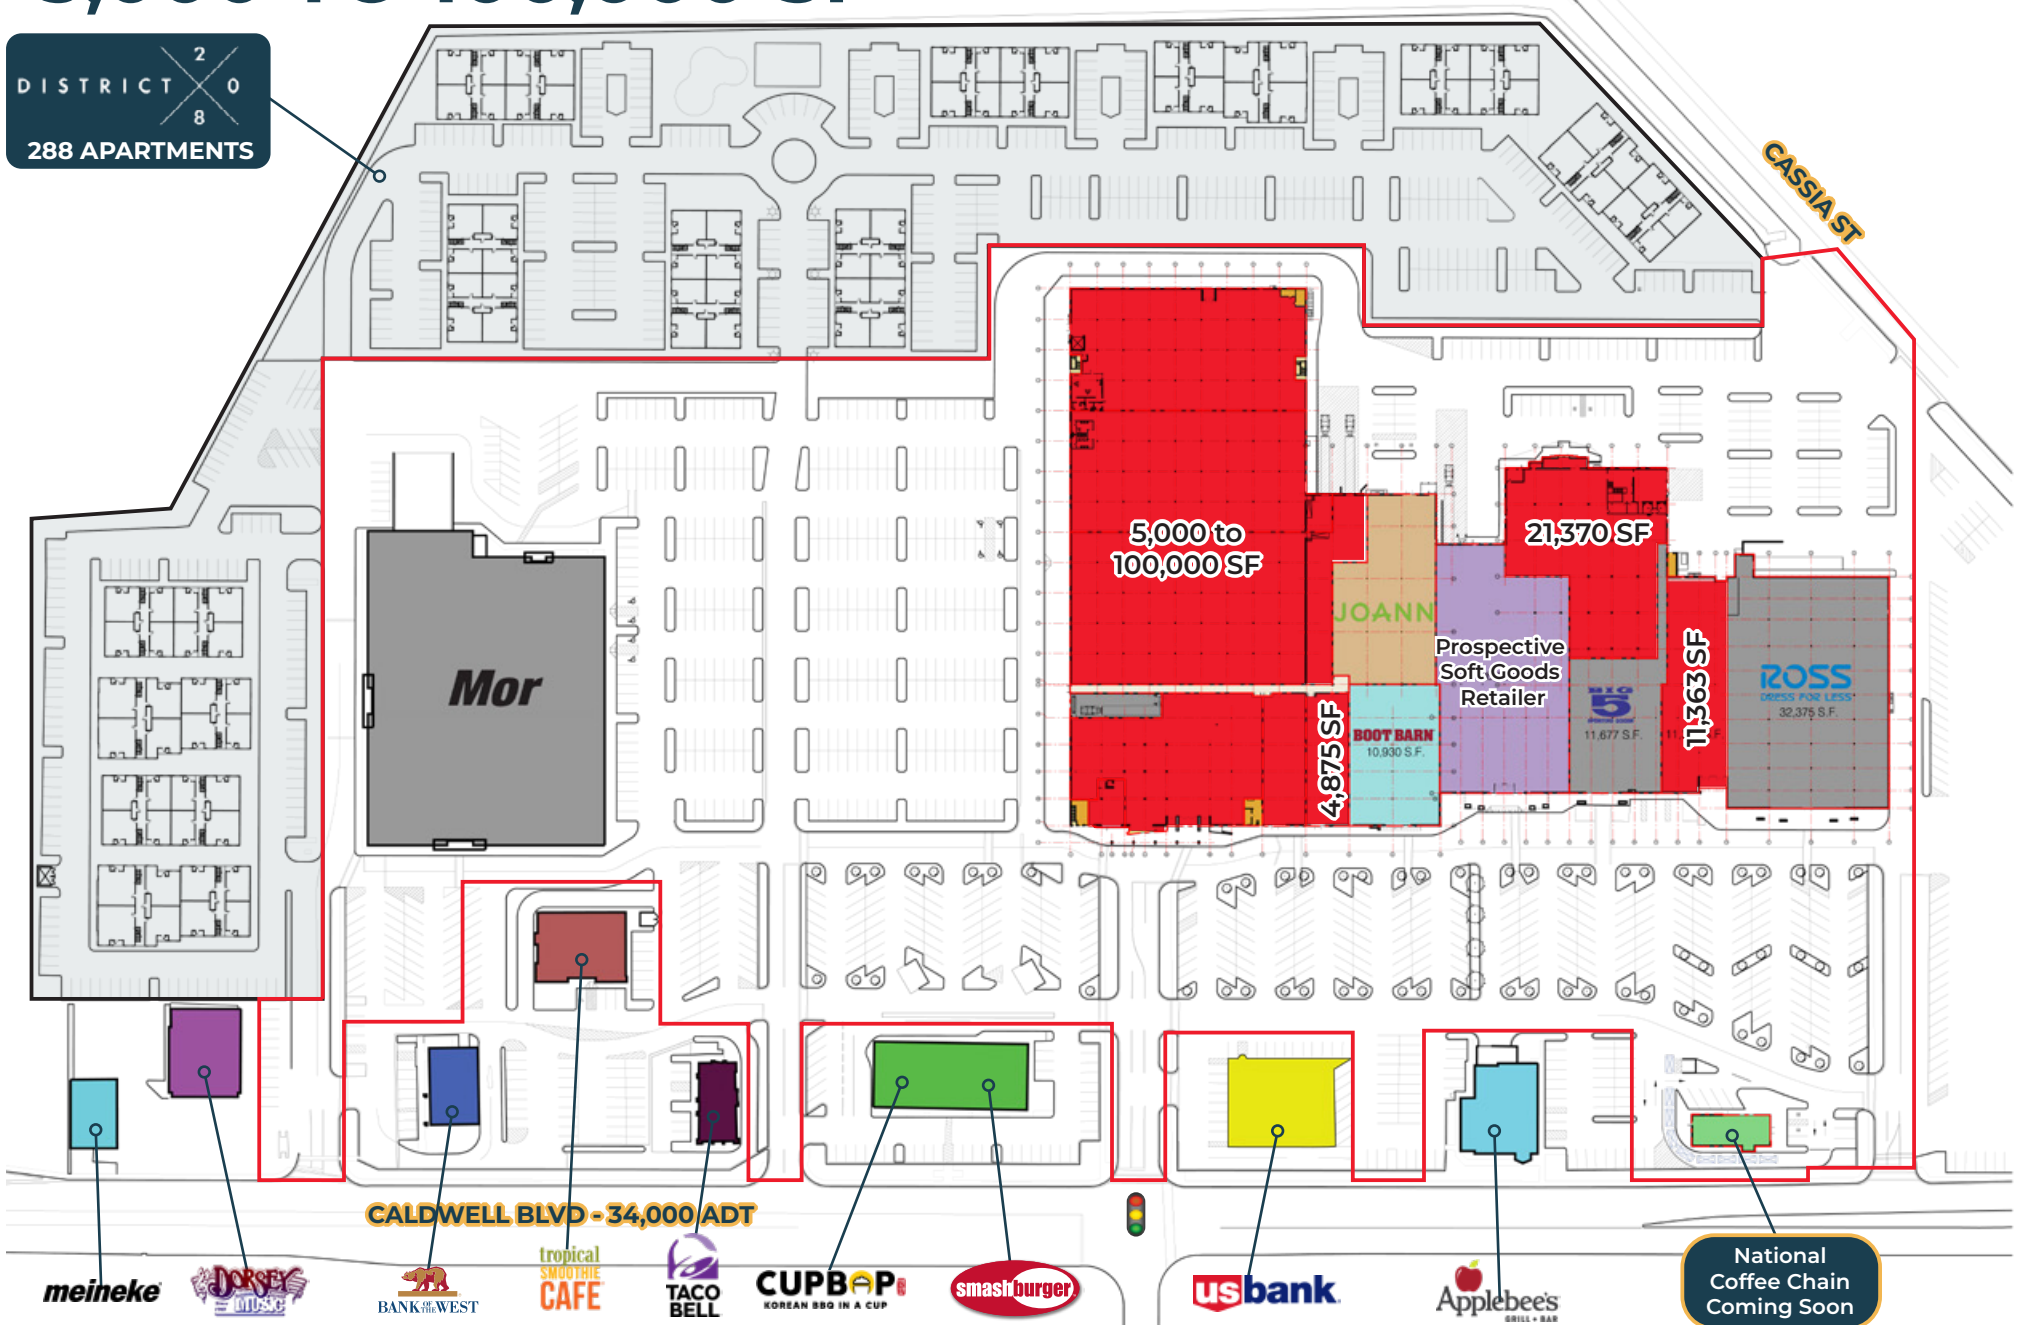 2
DISTRICT 0
8
288 APARTMENTS
CASSIA ST
5,000 to
100,000 SF
21,370 SF
JOANN
Prospective
Soft Goods
Retailer
Mor
ROSS
DRESS FOR LESS
32,375 S.F.
BIG
5
11,677 S.F.
11,363 SF
4,875 SF
BOOT BARN
10,930 S.F.
CALDWELL BLVD - 34,000 ADT
meineke
DORSEY
MUSIC
BANK OF THE WEST
tropical
SMOOTHIE
CAFE
TACO
BELL
CUPBOP
KOREAN BBQ IN A CUP
smashburger
usbank
Applebee's
GRILL + BAR
National
Coffee Chain
Coming Soon